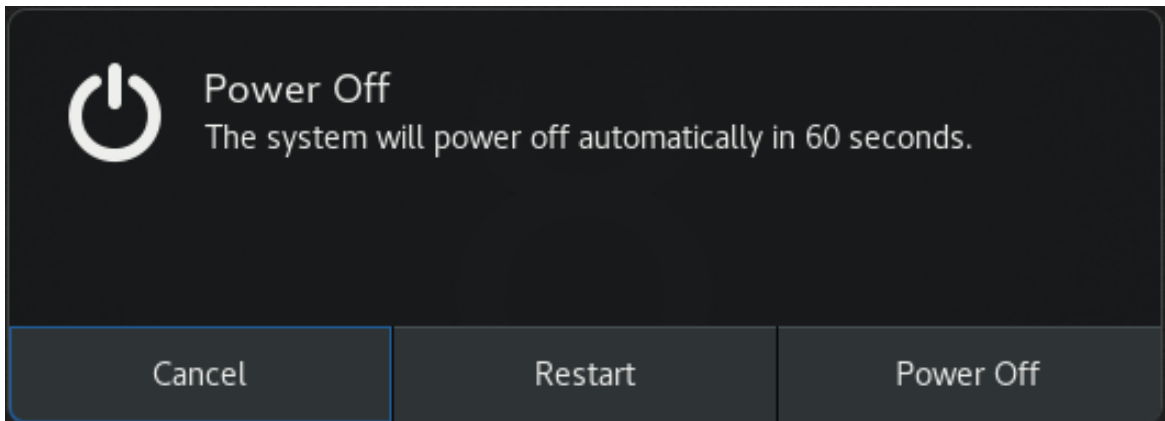 Power Off
The system will power off automatically in 60 seconds.
Cancel
Restart
Power Off